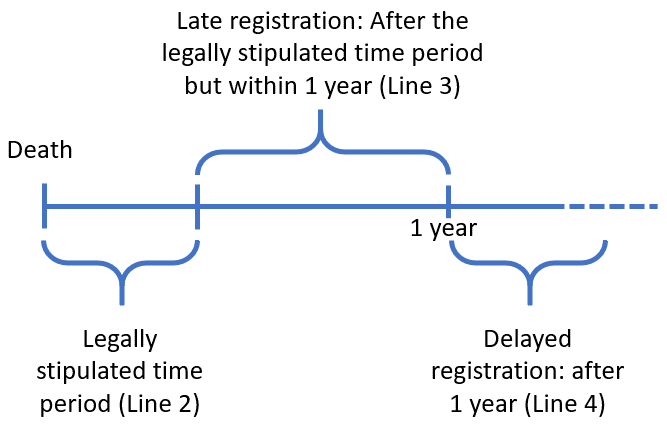 Late registration: After the
legally stipulated time period
but within 1 year (Line 3)
Death
1 year
Legally
stipulated time
period (Line 2)
Delayed
registration: after
1 year (Line 4)